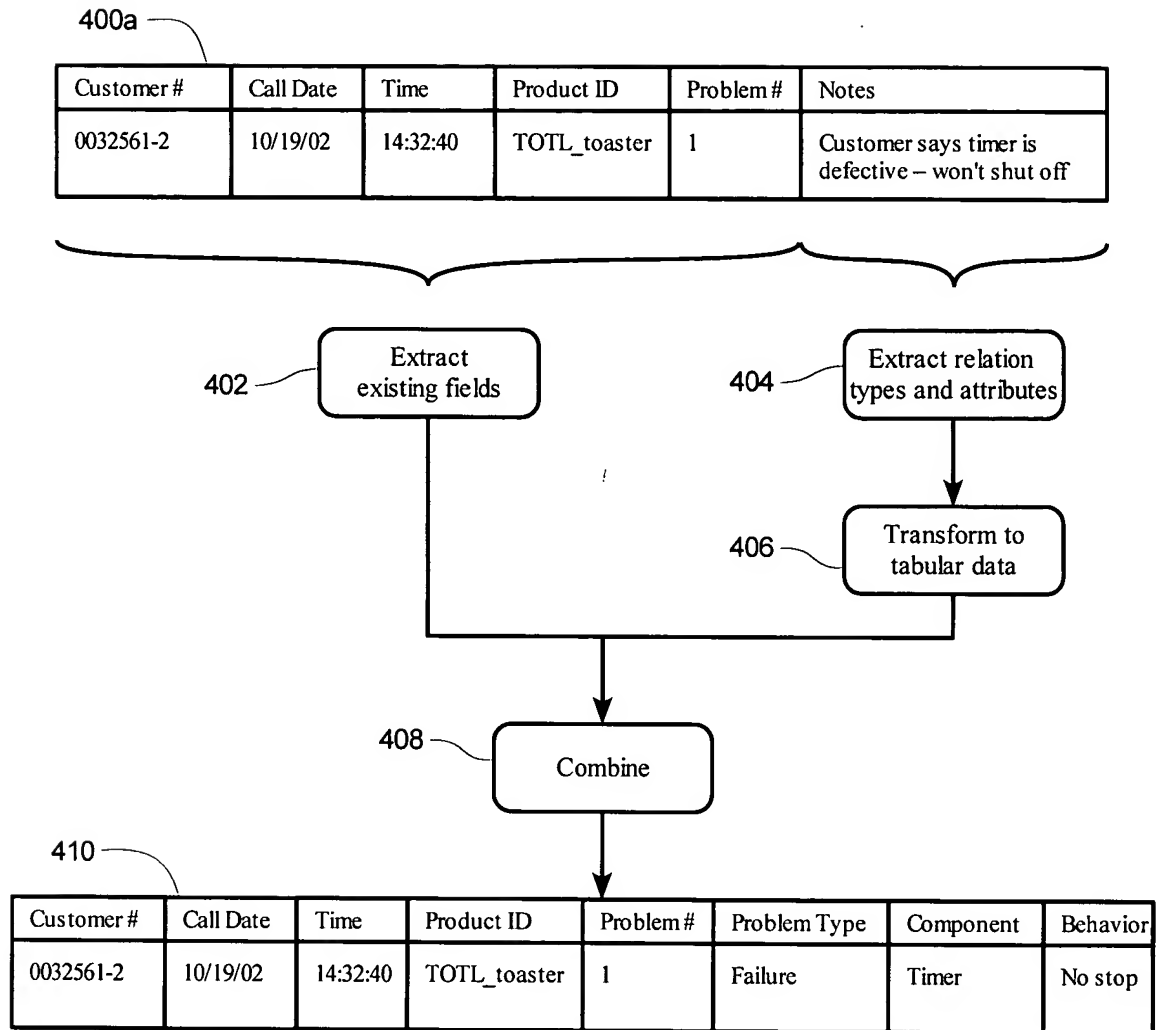 400a
Customer # Call Date Time Product ID Problem # Notes
0032561-2 10/19/02 14:32:40 TOTL_toaster 1 Customer says timer is
defective – won't shut off
402
Extract
existing fields
404
Extract relation
types and attributes
406
Transform to
tabular data
408
Combine
410
Customer # Call Date Time Product ID Problem # Problem Type Component Behavior
0032561-2 10/19/02 14:32:40 TOTL_toaster 1 Failure Timer No stop